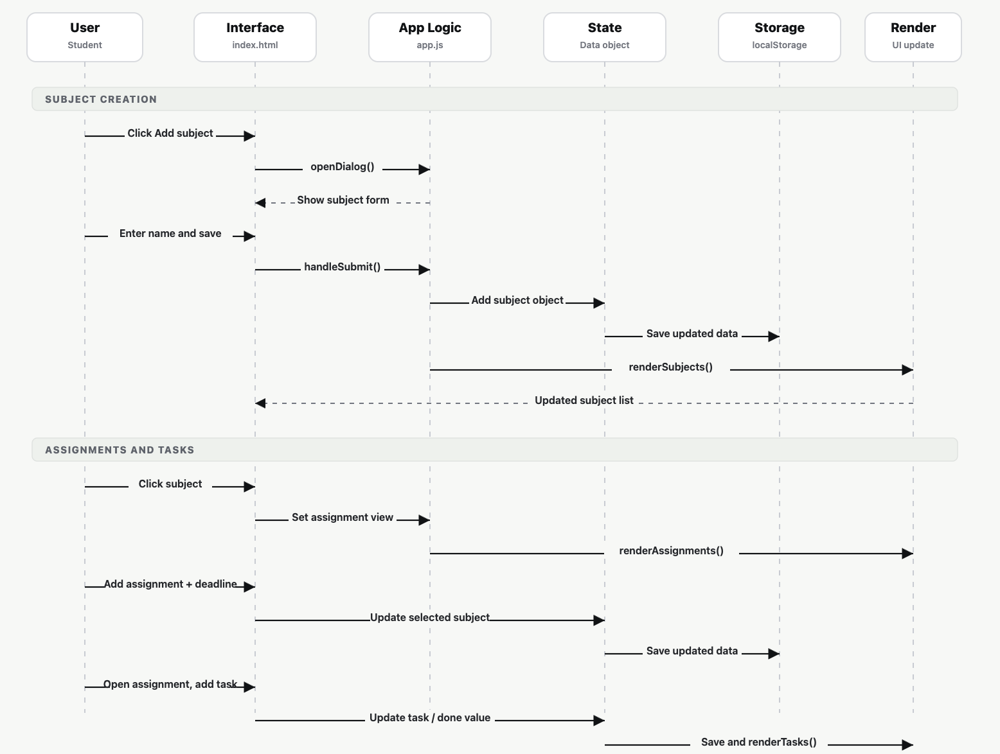 User
Student
Interface
index.html
App Logic
app.js
State
Data object
Storage
localStorage
Render
UI update
SUBJECT CREATION
Click Add subject
openDialog()
Show subject form
Enter name and save
handleSubmit()
Add subject object
Save updated data
renderSubjects()
Updated subject list
ASSIGNMENTS AND TASKS
Click subject
Set assignment view
renderAssignments()
Add assignment + deadline
Update selected subject
Save updated data
Open assignment, add task
Update task / done value
Save and renderTasks()